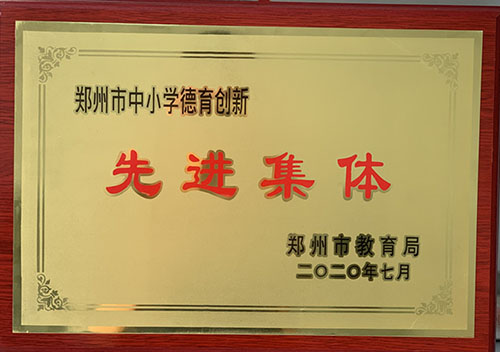 郑州市中小学德育创新
先进集体
郑州市教育局
二〇二〇年七月